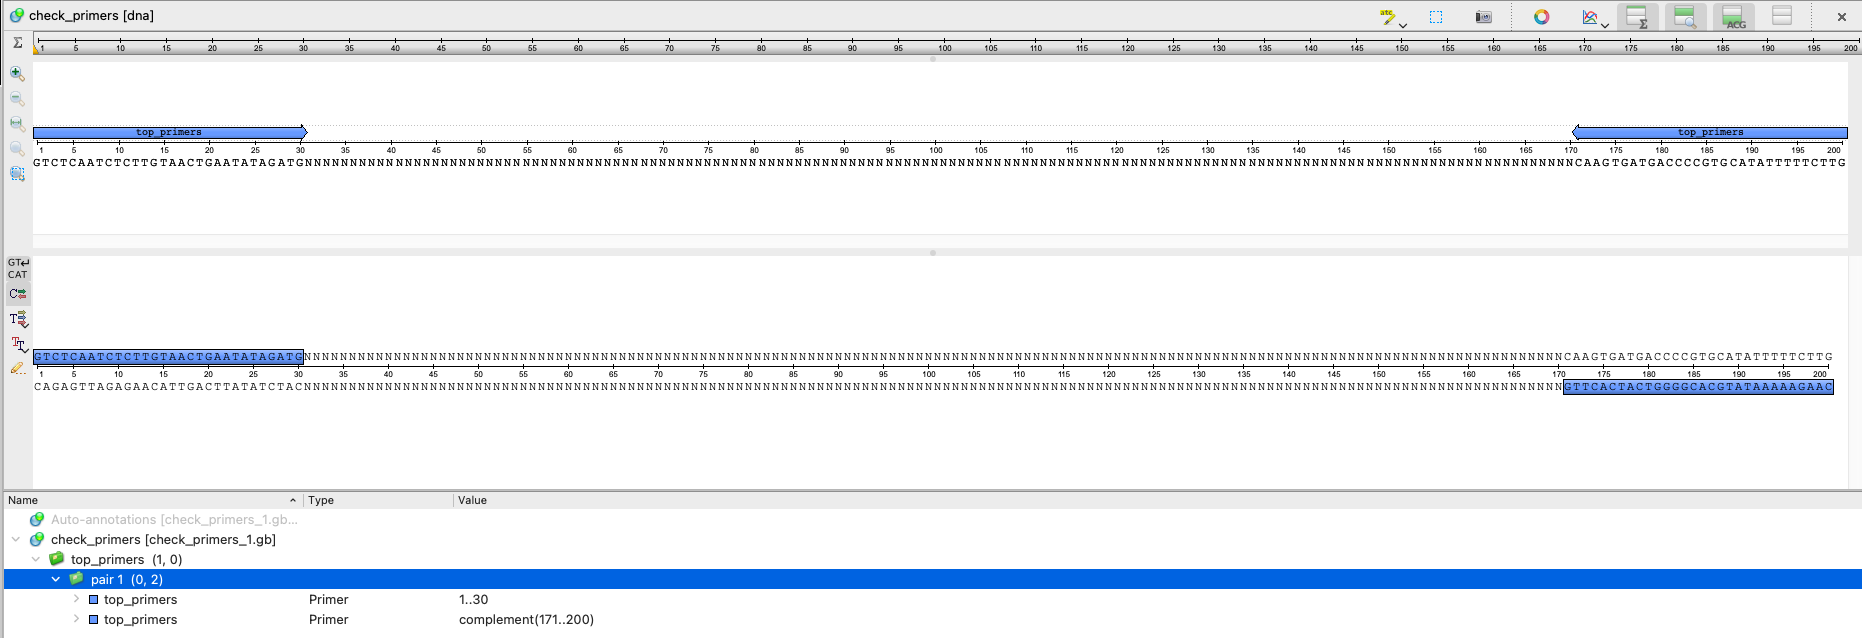 check_primers [dna]
atc
ACG
1 5 10 15 20 25 30 35 40 45 50 55 60 65 70 75 80 85 90 95 100 105 110 115 120 125 130 135 140 145 150 155 160 165 170 175 180 185 190 195 200
top_primers top_primers
1 5 10 15 20 25 30 35 40 45 50 55 60 65 70 75 80 85 90 95 100 105 110 115 120 125 130 135 140 145 150 155 160 165 170 175 180 185 190 195 200
GTCTCAATCTCTTGTAACTGAATATAGATGNNNNNNNNNNNNNNNNNNNNNNNNNNNNNNNNNNNNNNNNNNNNNNNNNNNNNNNNNNNNNNNNNNNNNNNNNNNNNNNNNNNNNNNNNNNNNNNNNNNNNNNNNNNNNNNNNNNNNNNNNNNNNNNNNNNNNNNNNNCAAGTGATGACCCCGTGCATATTTTTCTTG
GT
CAT
C
GTCTCAATCTCTTGTAACTGAATATAGATGNNNNNNNNNNNNNNNNNNNNNNNNNNNNNNNNNNNNNNNNNNNNNNNNNNNNNNNNNNNNNNNNNNNNNNNNNNNNNNNNNNNNNNNNNNNNNNNNNNNNNNNNNNNNNNNNNNNNNNNNNNNNNNNNNNNNNNNNNNCAAGTGATGACCCCGTGCATATTTTTCTTG
1 5 10 15 20 25 30 35 40 45 50 55 60 65 70 75 80 85 90 95 100 105 110 115 120 125 130 135 140 145 150 155 160 165 170 175 180 185 190 195 200
CAGAGTTAGAGAACATTGACTTATATCTACNNNNNNNNNNNNNNNNNNNNNNNNNNNNNNNNNNNNNNNNNNNNNNNNNNNNNNNNNNNNNNNNNNNNNNNNNNNNNNNNNNNNNNNNNNNNNNNNNNNNNNNNNNNNNNNNNNNNNNNNNNNNNNNNNNNNNNNNNNGTTCACTACTGGGGCACGTATAAAAAGAAC
Name Type Value
Auto-annotations [check_primers_1.gb...
check_primers [check_primers_1.gb]
top_primers (1, 0)
pair 1 (0, 2)
top_primers Primer 1..30
top_primers Primer complement(171..200)